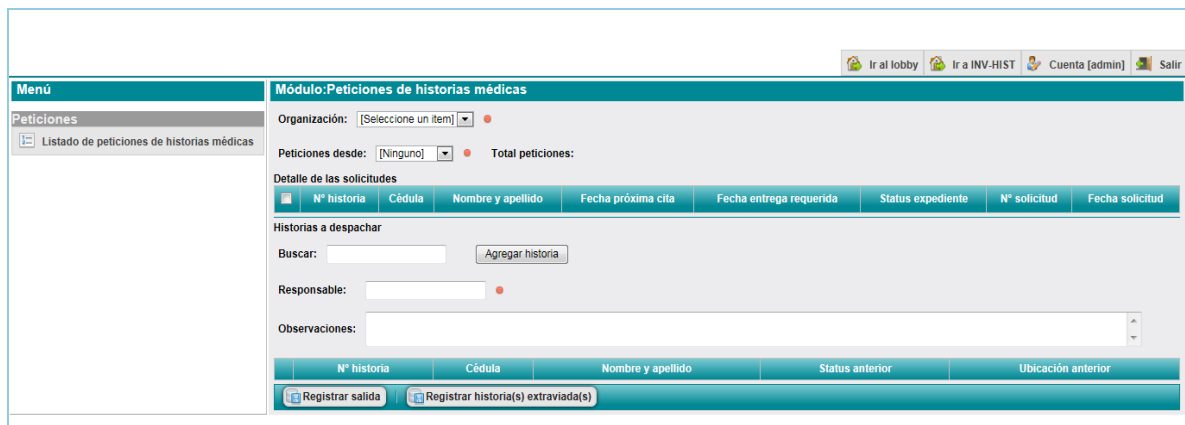 Ir al lobby Ir a INV-HIST Cuenta [admin] Salir
Menú
Módulo:Peticiones de historias médicas
Peticiones
Listado de peticiones de historias médicas
Organización: [Seleccione un item]
Peticiones desde: [Ninguno] Total peticiones:
Detalle de las solicitudes
Nº historia Cédula Nombre y apellido Fecha próxima cita Fecha entrega requerida Status expediente Nº solicitud Fecha solicitud
Historias a despachar
Buscar: Agregar historia
Responsable:
Observaciones:
Nº historia Cédula Nombre y apellido Status anterior Ubicación anterior
Registrar salida Registrar historia(s) extraviada(s)